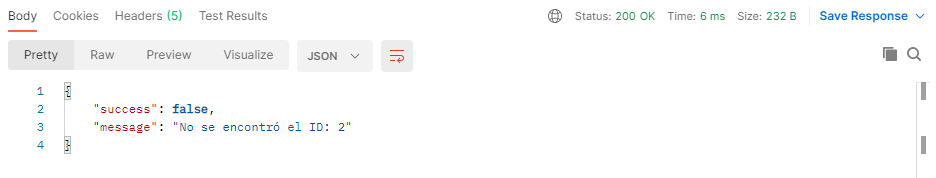 Body Cookies Headers (5) Test Results Status: 200 OK Time: 6 ms Size: 232 B Save Response
Pretty Raw Preview Visualize JSON
1 {
2 "success": false,
3 "message": "No se encontró el ID: 2"
4 }